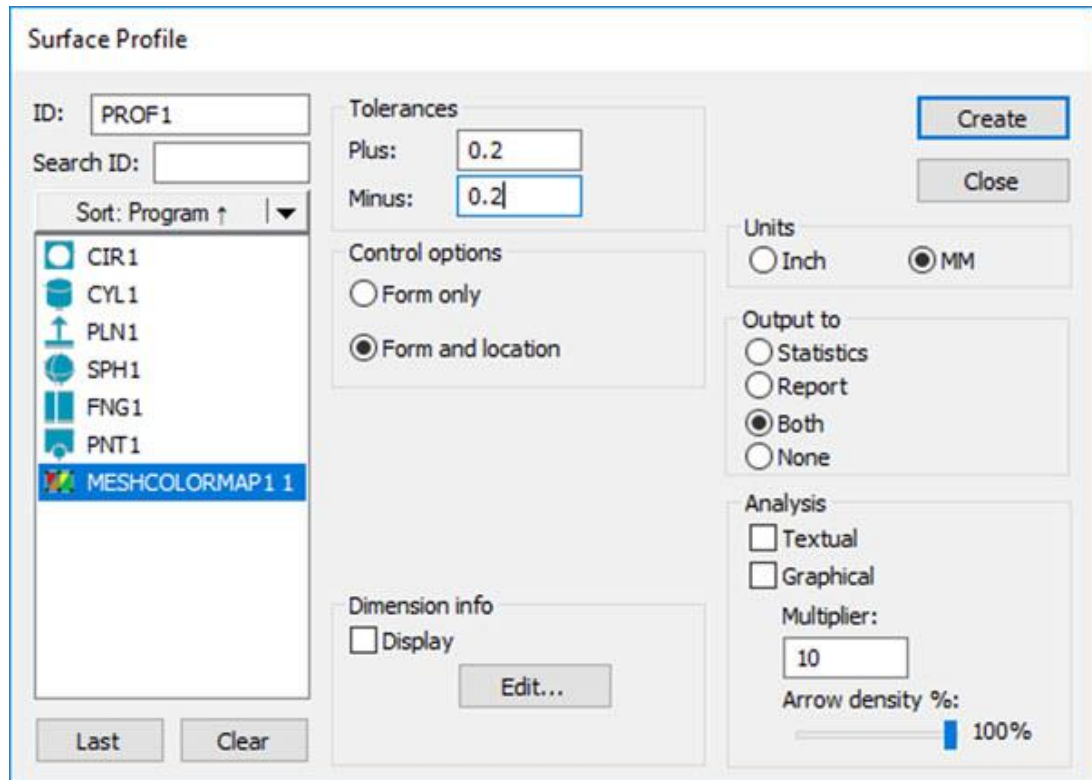 Surface Profile
ID: PROF1
Search ID:
Sort: Program ↑
CIR1
CYL1
PLN1
SPH1
FNG1
PNT1
MESHCOLORMAP1 1
Last Clear
Tolerances
Plus: 0.2
Minus: 0.2
Control options
Form only
Form and location
Dimension info
Display
Edit...
Create
Close
Units
Inch MM
Output to
Statistics
Report
Both
None
Analysis
Textual
Graphical
Multiplier:
10
Arrow density %:
100%